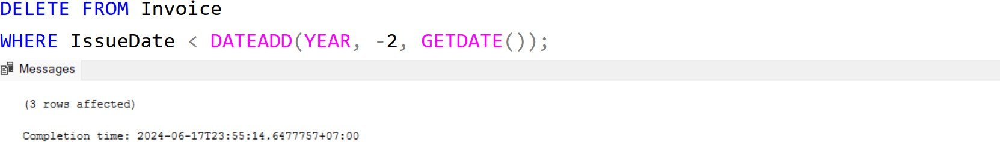 DELETE FROM Invoice
WHERE IssueDate < DATEADD(YEAR, -2, GETDATE());
Messages
(3 rows affected)
Completion time: 2024-06-17T23:55:14.6477757+07:00